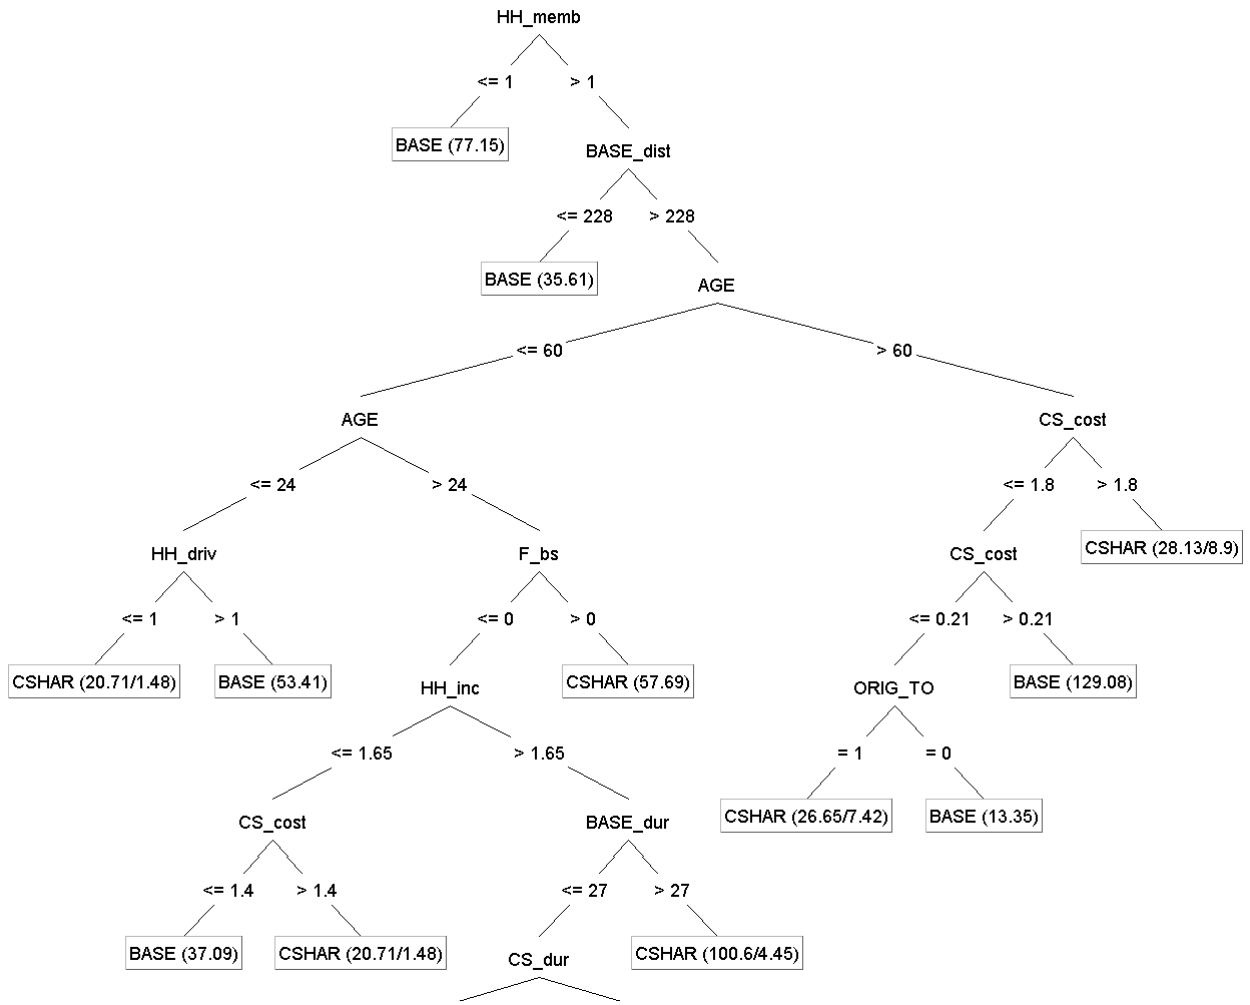 HH_memb
<= 1 > 1
BASE (77.15)
BASE_dist
<= 228 > 228
BASE (35.61)
AGE
<= 60 > 60
AGE CS_cost
<= 24 > 24 <= 1.8 > 1.8
HH_driv F_bs CS_cost CSHAR (28.13/8.9)
<= 1 > 1 <= 0 > 0 <= 0.21 > 0.21
CSHAR (20.71/1.48) BASE (53.41) HH_inc CSHAR (57.69) ORIG_TO BASE (129.08)
<= 1.65 > 1.65 = 1 = 0
CS_cost BASE_dur CSHAR (26.65/7.42) BASE (13.35)
<= 1.4 > 1.4 <= 27 > 27
BASE (37.09) CSHAR (20.71/1.48) CS_dur CSHAR (100.6/4.45)